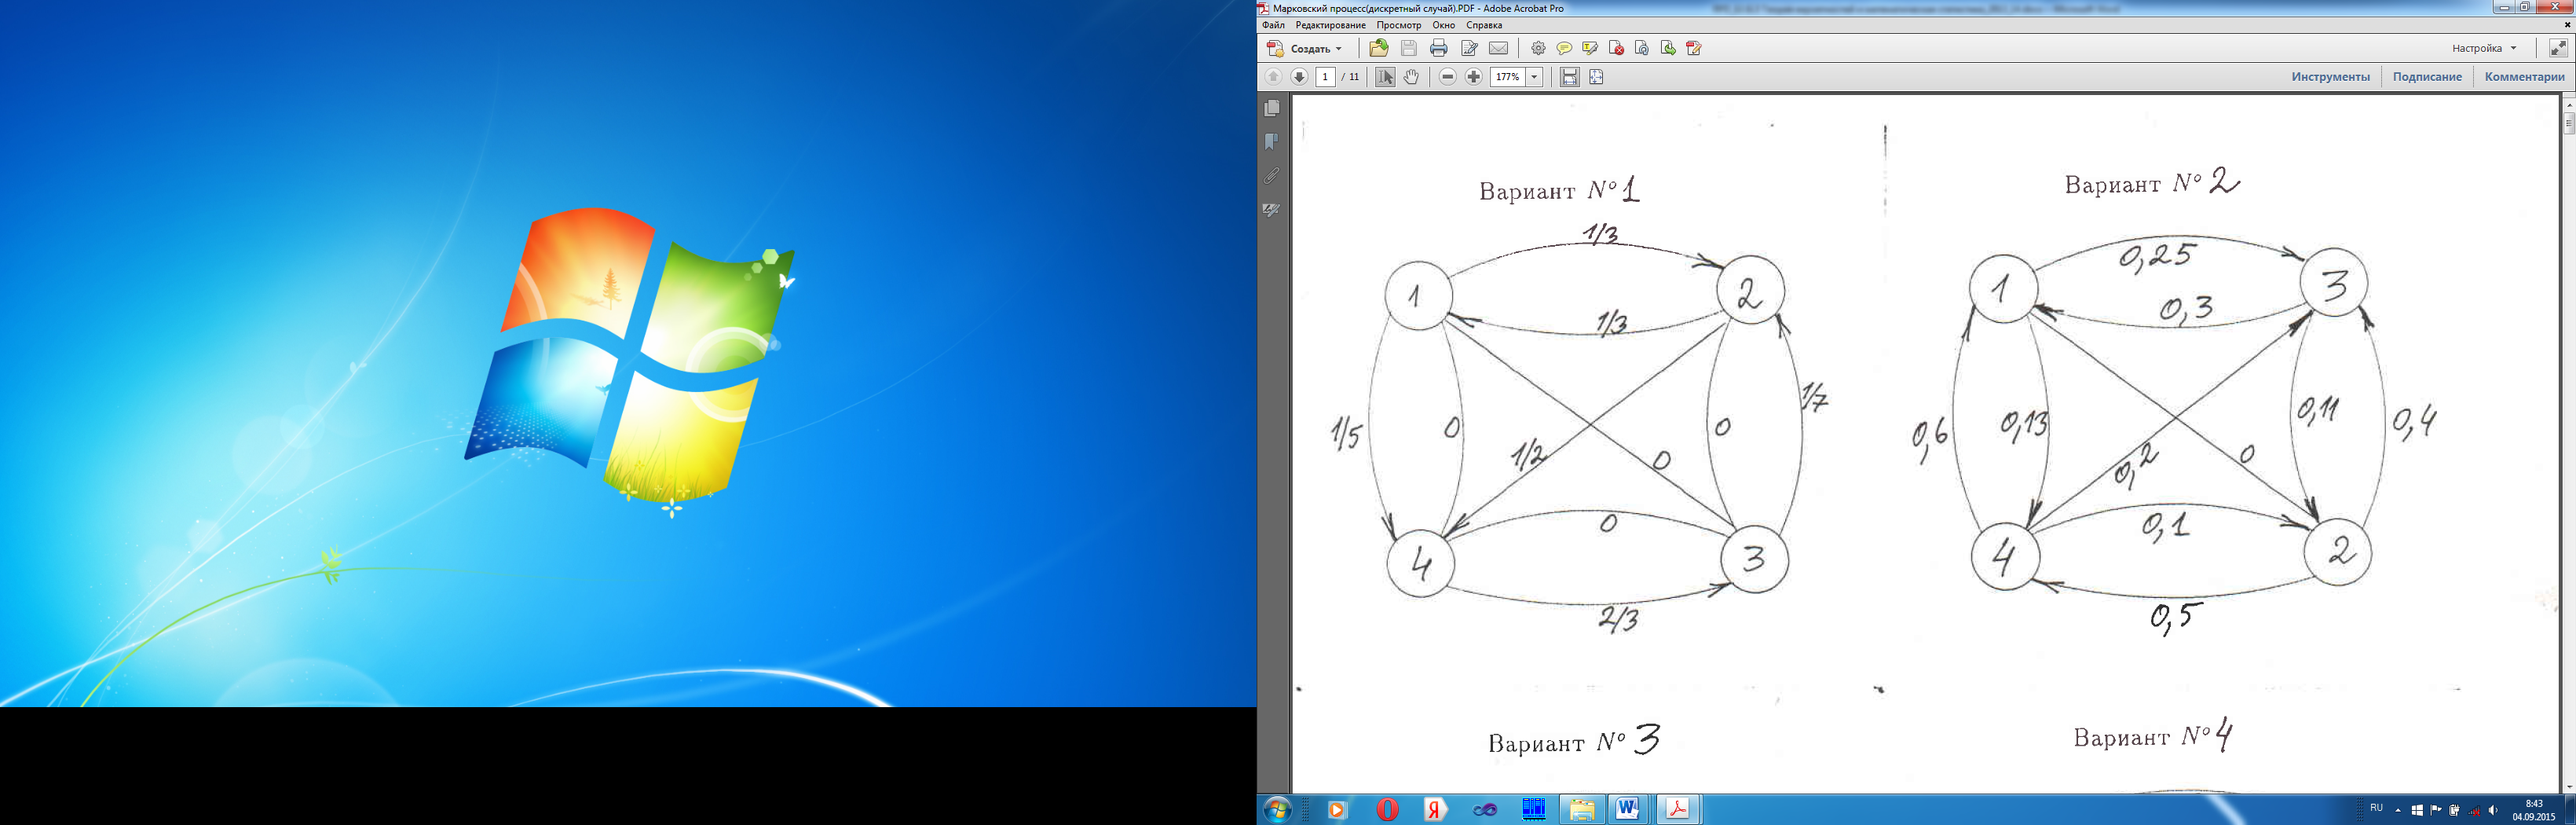 Марковский процесс(дискретный случай).PDF - Adobe Acrobat Pro
Файл Редактирование Просмотр Окно Справка
Создать
Настройка
1 / 11
177%
Инструменты Подписание Комментарии
Вариант № 1
1/3
1
2
1/3
1/5
0
1/2
0
0
1/7
0
4
3
2/3
Вариант № 2
0,25
1
3
0,3
0,6
0,13
0,2
0
0,11
0,4
0,1
4
2
0,5
Вариант № 3
Вариант № 4
RU
8:43
04.09.2015